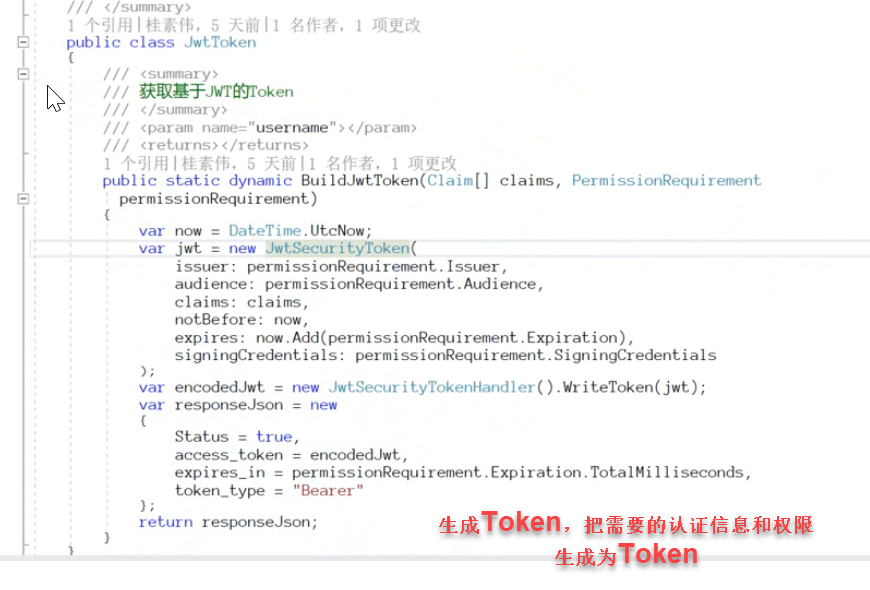 /// </summary>
1 个引用|桂素伟，5 天前|1 名作者，1 项更改
public class JwtToken
{
/// <summary>
/// 获取基于JWT的Token
/// </summary>
/// <param name="username"></param>
/// <returns></returns>
1 个引用|桂素伟，5 天前|1 名作者，1 项更改
public static dynamic BuildJwtToken(Claim[] claims, PermissionRequirement
permissionRequirement)
{
var now = DateTime.UtcNow;
var jwt = new JwtSecurityToken(
issuer: permissionRequirement.Issuer,
audience: permissionRequirement.Audience,
claims: claims,
notBefore: now,
expires: now.Add(permissionRequirement.Expiration),
signingCredentials: permissionRequirement.SigningCredentials
);
var encodedJwt = new JwtSecurityTokenHandler().WriteToken(jwt);
var responseJson = new
{
Status = true,
access_token = encodedJwt,
expires_in = permissionRequirement.Expiration.TotalMilliseconds,
token_type = "Bearer"
};
return responseJson;
}
}
生成Token，把需要的认证信息和权限
生成为Token